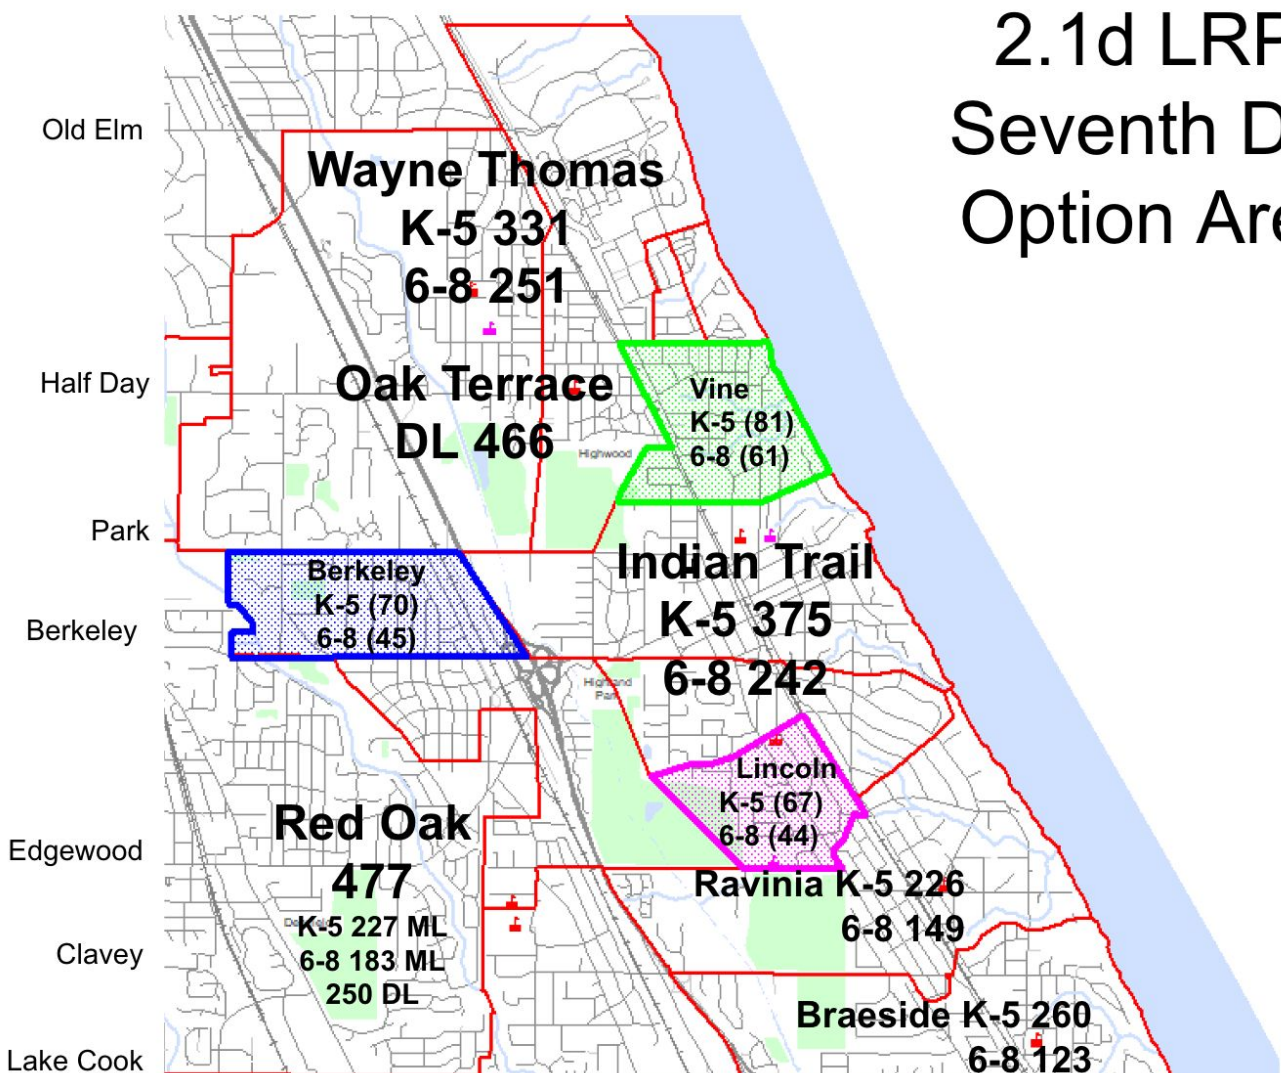 2.1d LRP
Seventh D
Option Are
Old Elm
Half Day
Park
Berkeley
Edgewood
Clavey
Lake Cook
Wayne Thomas
K-5 331
6-8 251
Oak Terrace
DL 466
Highwood
Vine
K-5 (81)
6-8 (61)
Berkeley
K-5 (70)
6-8 (45)
Indian Trail
K-5 375
6-8 242
Highland
Park
Lincoln
K-5 (67)
6-8 (44)
Red Oak
477
K-5 227 ML
6-8 183 ML
250 DL
Ravinia K-5 226
6-8 149
Braeside K-5 260
6-8 123